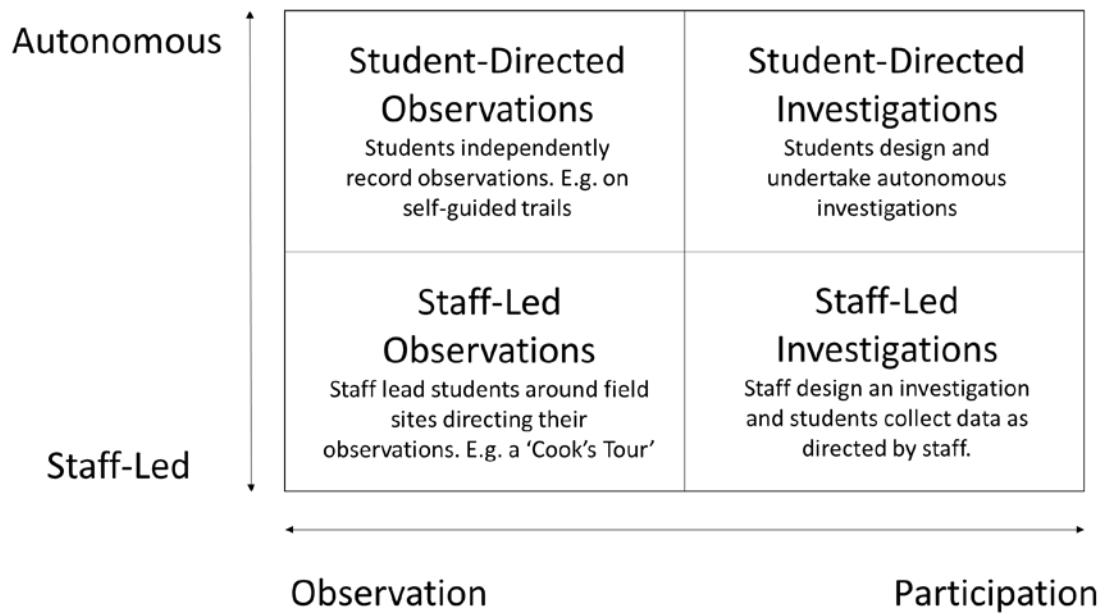 Autonomous
Student-Directed
Observations
Students independently
record observations. E.g. on
self-guided trails
Student-Directed
Investigations
Students design and
undertake autonomous
investigations
Staff-Led
Observations
Staff lead students around field
sites directing their
observations. E.g. a ‘Cook’s Tour’
Staff-Led
Investigations
Staff design an investigation
and students collect data as
directed by staff.
Staff-Led
Observation
Participation